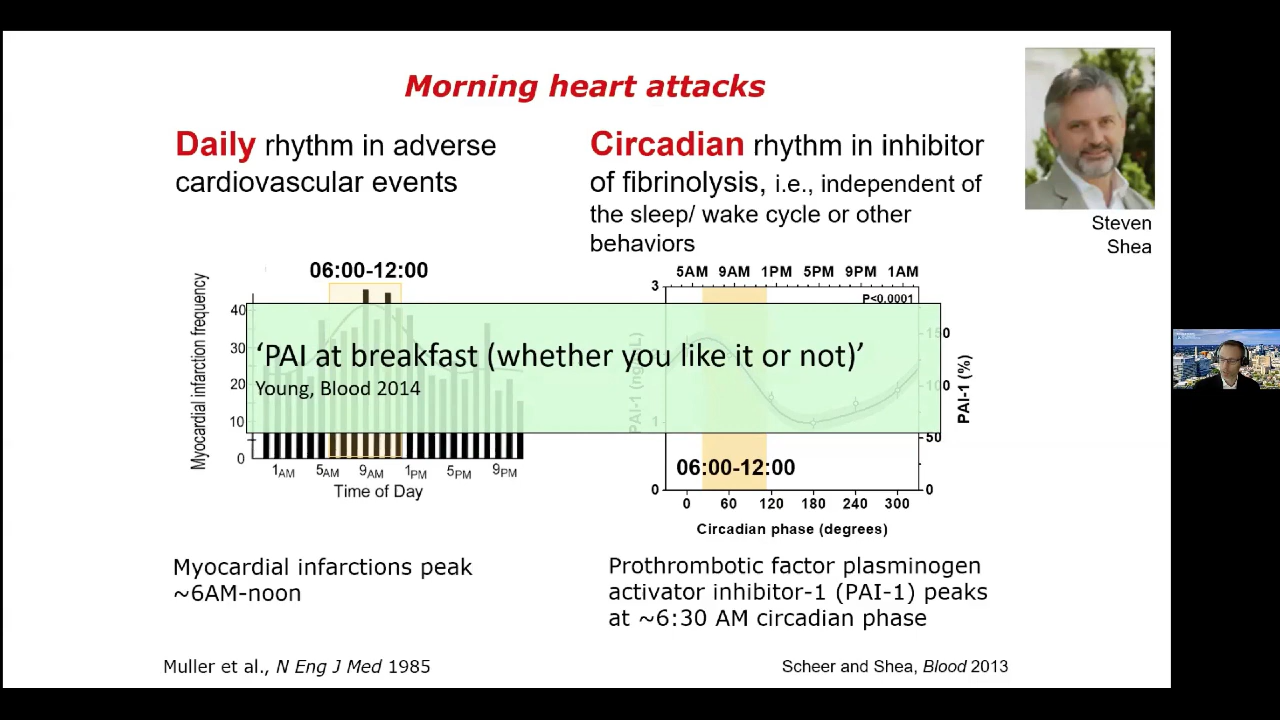 Morning heart attacks
Daily rhythm in adverse
cardiovascular events
Circadian rhythm in inhibitor
of fibrinolysis, i.e., independent of
the sleep/ wake cycle or other
behaviors
Steven
Shea
06:00-12:00
Myocardial infarction frequency
40
30
20
10
0
1AM 5AM 9AM 1PM 5PM 9PM
Time of Day
5AM 9AM 1PM 5PM 9PM 1AM
P<0.0001
3
1
0
PAI-1
100
50
0
PAI-1 (%)
06:00-12:00
0 60 120 180 240 300
Circadian phase (degrees)
‘PAI at breakfast (whether you like it or not)’
Young, Blood 2014
Myocardial infarctions peak
~6AM-noon
Prothrombotic factor plasminogen
activator inhibitor-1 (PAI-1) peaks
at ~6:30 AM circadian phase
Muller et al., N Eng J Med 1985
Scheer and Shea, Blood 2013